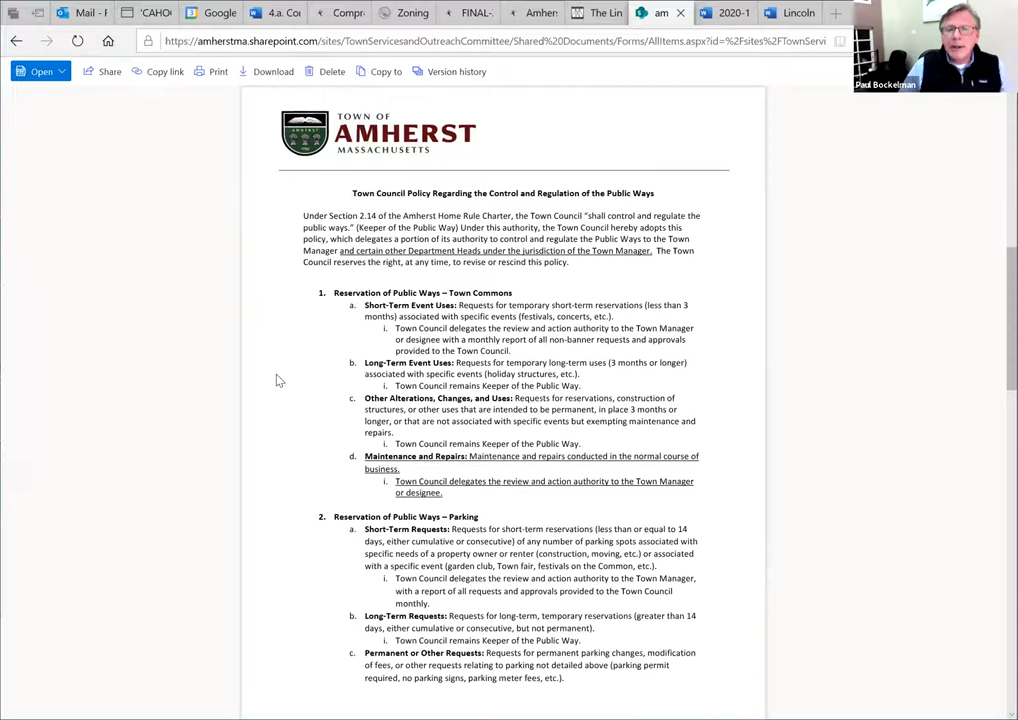 Mail - P
'CAHO
Google
4.a. Cor
Compr
Zoning
FINAL-
Amher
The Lin
am
2020-1
Lincoln
https://amherstma.sharepoint.com/sites/TownServicesandOutreachCommittee/Shared%20Documents/Forms/AllItems.aspx?id=%2Fsites%2FTownServi
Paul Bockelman
Open
Share
Copy link
Print
Download
Delete
Copy to
Version history
TOWN OF
AMHERST
MASSACHUSETTS
Town Council Policy Regarding the Control and Regulation of the Public Ways
Under Section 2.14 of the Amherst Home Rule Charter, the Town Council "shall control and regulate the
public ways." (Keeper of the Public Way) Under this authority, the Town Council hereby adopts this
policy, which delegates a portion of its authority to control and regulate the Public Ways to the Town
Manager and certain other Department Heads under the jurisdiction of the Town Manager. The Town
Council reserves the right, at any time, to revise or rescind this policy.
1. Reservation of Public Ways – Town Commons
a. Short-Term Event Uses: Requests for temporary short-term reservations (less than 3
months) associated with specific events (festivals, concerts, etc.).
i. Town Council delegates the review and action authority to the Town Manager
or designee with a monthly report of all non-banner requests and approvals
provided to the Town Council.
b. Long-Term Event Uses: Requests for temporary long-term uses (3 months or longer)
associated with specific events (holiday structures, etc.).
i. Town Council remains Keeper of the Public Way.
c. Other Alterations, Changes, and Uses: Requests for reservations, construction of
structures, or other uses that are intended to be permanent, in place 3 months or
longer, or that are not associated with specific events but exempting maintenance and
repairs.
i. Town Council remains Keeper of the Public Way.
d. Maintenance and Repairs: Maintenance and repairs conducted in the normal course of
business.
i. Town Council delegates the review and action authority to the Town Manager
or designee.
2. Reservation of Public Ways – Parking
a. Short-Term Requests: Requests for short-term reservations (less than or equal to 14
days, either cumulative or consecutive) of any number of parking spots associated with
specific needs of a property owner or renter (construction, moving, etc.) or associated
with a specific event (garden club, Town fair, festivals on the Common, etc.).
i. Town Council delegates the review and action authority to the Town Manager,
with a report of all requests and approvals provided to the Town Council
monthly.
b. Long-Term Requests: Requests for long-term, temporary reservations (greater than 14
days, either cumulative or consecutive, but not permanent).
i. Town Council remains Keeper of the Public Way.
c. Permanent or Other Requests: Requests for permanent parking changes, modification
of fees, or other requests relating to parking not detailed above (parking permit
required, no parking signs, parking meter fees, etc.).